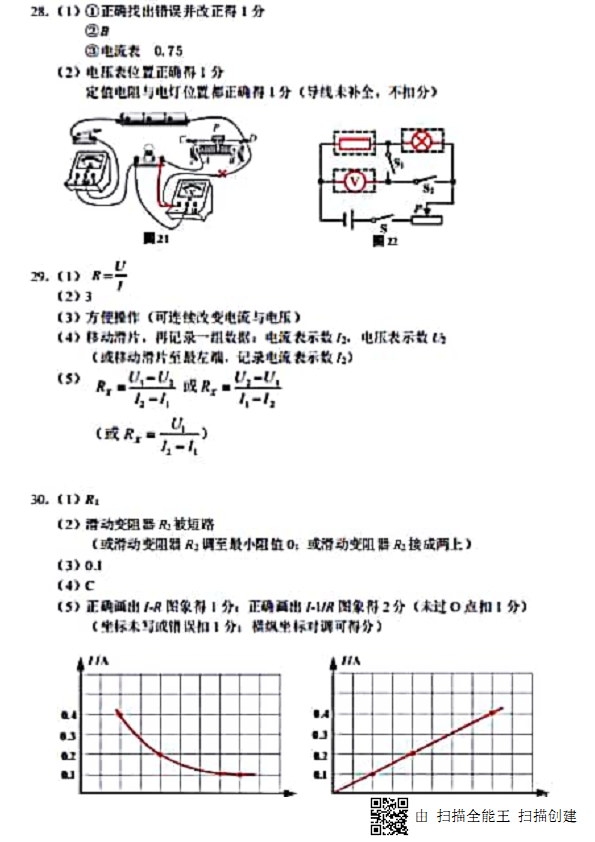 28.（1）①正确找出错误并改正得1分
②B
③电流表 0.75
（2）电压表位置正确得1分
定值电阻与电灯位置都正确得1分（导线未补全，不扣分）
P
C
D
A
B
S₁
V
S₂
P
S
图21
图22
29.（1）R=U/I
（2）3
（3）方便操作（可连续改变电流与电压）
（4）移动滑片，再记录一组数据：电流表示数I₂，电压表示数U₂
（或移动滑片至最左端，记录电流表示数I₂）
（5）Rₓ=(U₁-U₂)/(I₂-I₁) 或Rₓ=(U₂-U₁)/(I₁-I₂)
（或Rₓ=U₁/(I₂-I₁)）
30.（1）R₁
（2）滑动变阻器R₂被短路
（或滑动变阻器R₂调至最小阻值0；或滑动变阻器R₂接成两上）
（3）0.1
（4）C
（5）正确画出I-R图象得1分；正确画出I-1/R图象得2分（未过O点扣1分）
（坐标未写或错误扣1分；横纵坐标对调可得分）
I/A
0.4
0.2
0.1
I/A
0.4
0.2
0.1
由 扫描全能王 扫描创建